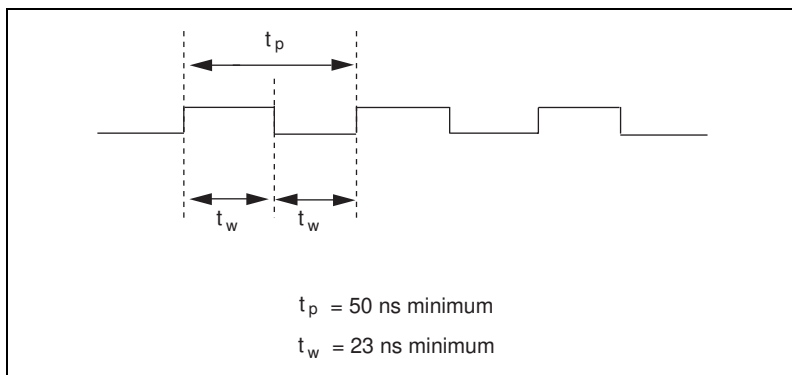 tp
tw tw
tp = 50 ns minimum
tw = 23 ns minimum